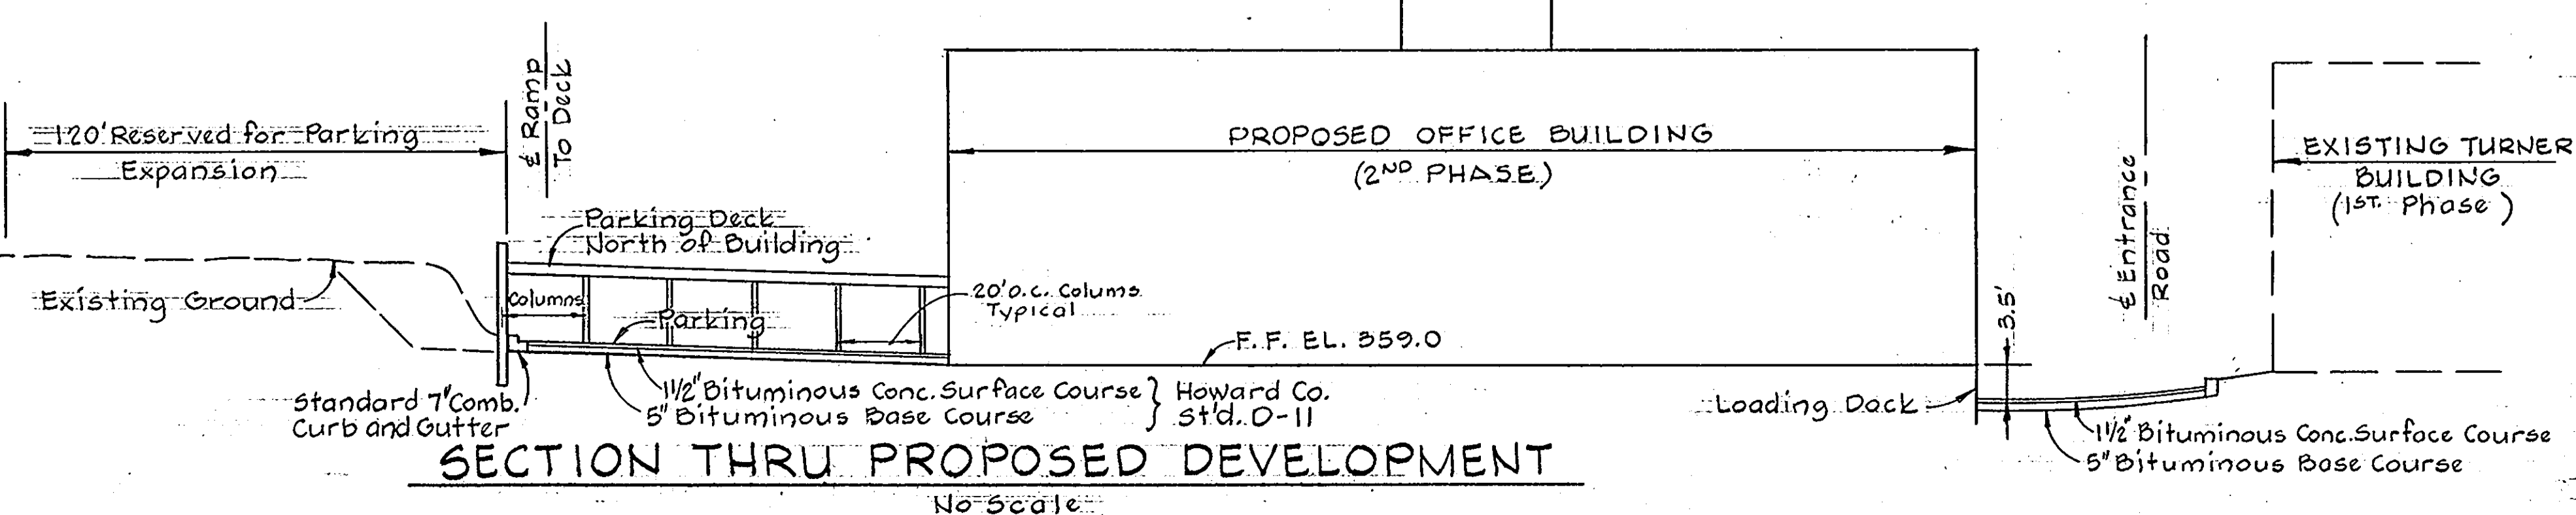 120' Reserved for Parking
Expansion
℄ Ramp
To Deck
PROPOSED OFFICE BUILDING
(2ND PHASE)
℄ Entrance
Road
EXISTING TURNER
BUILDING
(1ST. Phase)
Parking Deck
North of Building
Existing Ground
Columns
Parking
20' o.c. Colums
Typical
F.F. EL. 359.0
3.5'
Standard 7" Comb.
Curb and Gutter
1 1/2" Bituminous Conc. Surface Course
5" Bituminous Base Course
} Howard Co.
St'd. D-11
Loading Dock
1 1/2" Bituminous Conc. Surface Course
5" Bituminous Base Course
SECTION THRU PROPOSED DEVELOPMENT
No Scale